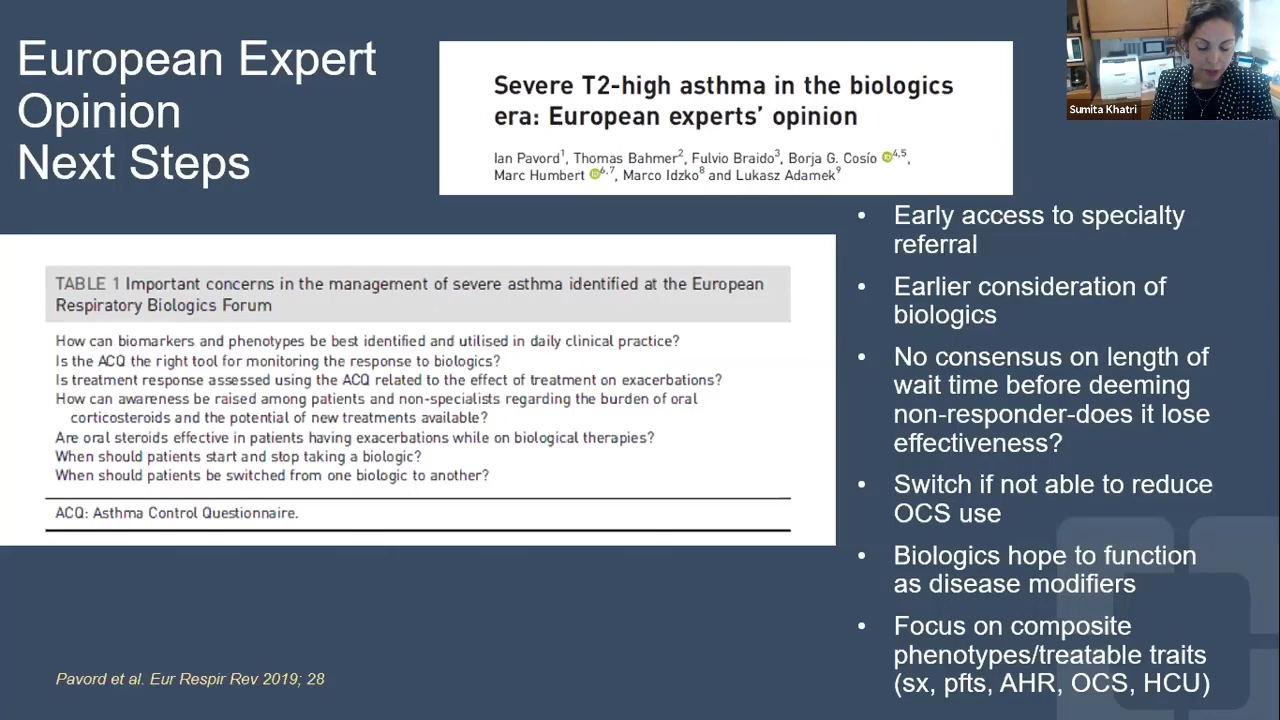 European Expert
Opinion
Next Steps
Severe T2-high asthma in the biologics
era: European experts’ opinion
Ian Pavord1, Thomas Bahmer2, Fulvio Braido3, Borja G. Cosío 4,5,
Marc Humbert 6,7, Marco Idzko8 and Lukasz Adamek9
Sumita Khatri
TABLE 1 Important concerns in the management of severe asthma identified at the European
Respiratory Biologics Forum
How can biomarkers and phenotypes be best identified and utilised in daily clinical practice?
Is the ACQ the right tool for monitoring the response to biologics?
Is treatment response assessed using the ACQ related to the effect of treatment on exacerbations?
How can awareness be raised among patients and non-specialists regarding the burden of oral
corticosteroids and the potential of new treatments available?
Are oral steroids effective in patients having exacerbations while on biological therapies?
When should patients start and stop taking a biologic?
When should patients be switched from one biologic to another?
ACQ: Asthma Control Questionnaire.
• Early access to specialty
referral
• Earlier consideration of
biologics
• No consensus on length of
wait time before deeming
non-responder-does it lose
effectiveness?
• Switch if not able to reduce
OCS use
• Biologics hope to function
as disease modifiers
• Focus on composite
phenotypes/treatable traits
(sx, pfts, AHR, OCS, HCU)
Pavord et al. Eur Respir Rev 2019; 28